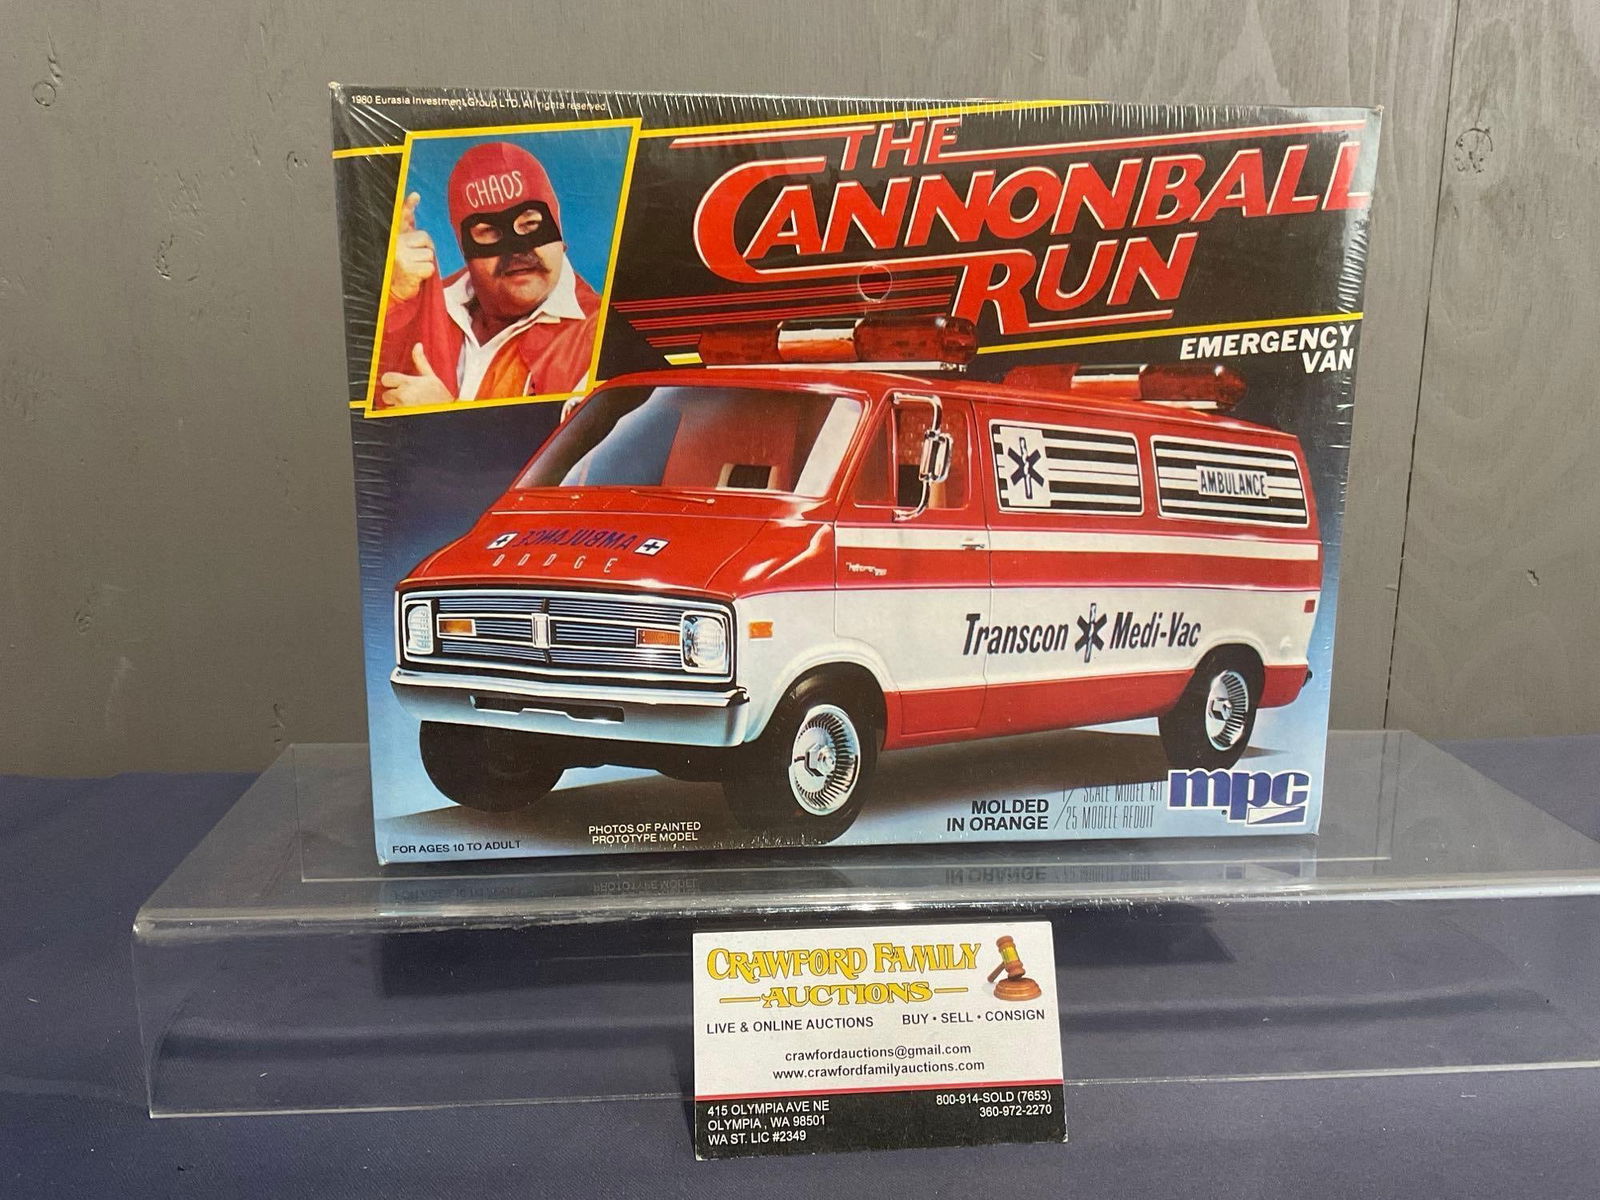 1980 Eurasia Investment Group LTD. All rights reserved.
CHAOS
THE
CANNONBALL
RUN
EMERGENCY
VAN
AMBULANCE
AMBULANCE
DODGE
Transcon Medi-Vac
MOLDED
IN ORANGE
1/25 SCALE MODEL KIT
MODELE REDUIT
mpc
PHOTOS OF PAINTED
PROTOTYPE MODEL
FOR AGES 10 TO ADULT
CRAWFORD FAMILY
AUCTIONS
LIVE & ONLINE AUCTIONS BUY • SELL • CONSIGN
crawfordauctions@gmail.com
www.crawfordfamilyauctions.com
415 OLYMPIA AVE NE
OLYMPIA , WA 98501
WA ST. LIC #2349
800-914-SOLD (7653)
360-972-2270